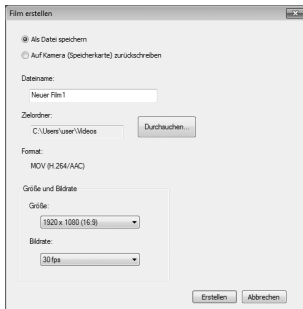 Film erstellen
Als Datei speichern
Auf Kamera (Speicherkarte) zurückschreiben
Dateiname:
Neuer Film1
Zielordner:
C:\Users\user\Videos
Durchauchen...
Format:
MOV (H.264/AAC)
Größe und Bildrate
Größe:
1920 x 1080 (16:9)
Bildrate:
30 fps
Erstellen
Abbrechen